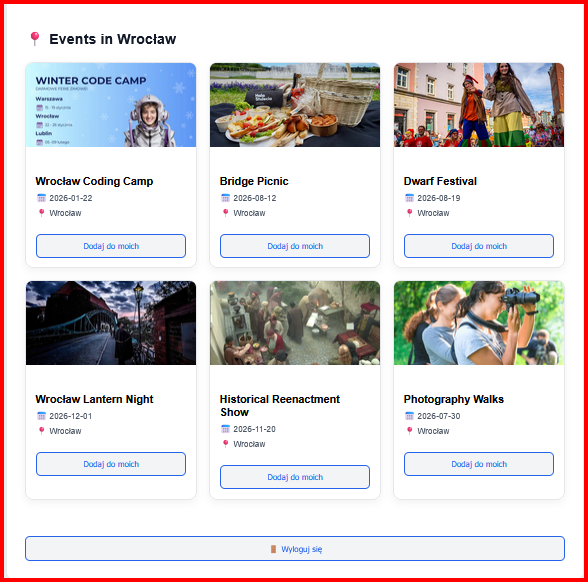 Events in Wrocław
WINTER CODE CAMP
DARMOWE FERIE ZIMOWE!
Warszawa
Wrocław
Lublin
Wrocław Coding Camp
2026-01-22
Wrocław
Dodaj do moich
Bridge Picnic
2026-08-12
Wrocław
Dodaj do moich
Dwarf Festival
2026-08-19
Wrocław
Dodaj do moich
Wrocław Lantern Night
2026-12-01
Wrocław
Dodaj do moich
Historical Reenactment
Show
2026-11-20
Wrocław
Dodaj do moich
Photography Walks
2026-07-30
Wrocław
Dodaj do moich
Wyloguj się